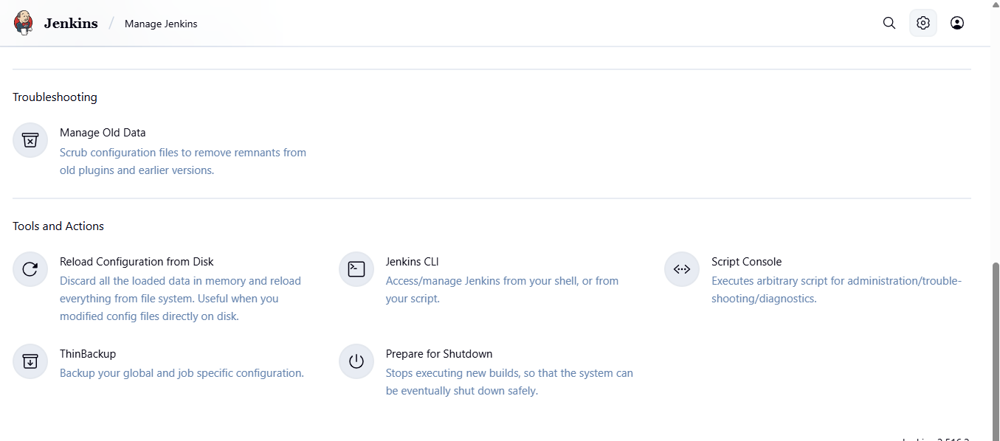 Jenkins / Manage Jenkins
Troubleshooting
Manage Old Data
Scrub configuration files to remove remnants from
old plugins and earlier versions.
Tools and Actions
Reload Configuration from Disk
Discard all the loaded data in memory and reload
everything from file system. Useful when you
modified config files directly on disk.
Jenkins CLI
Access/manage Jenkins from your shell, or from
your script.
Script Console
Executes arbitrary script for administration/trouble-
shooting/diagnostics.
ThinBackup
Backup your global and job specific configuration.
Prepare for Shutdown
Stops executing new builds, so that the system can
be eventually shut down safely.